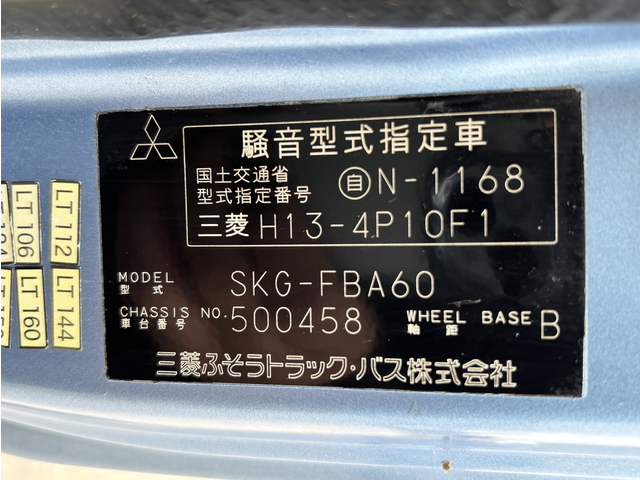 騒音型式指定車
国土交通省
型式指定番号 自N-1168
三菱 H13-4P10F1
MODEL
型式 SKG-FBA60
CHASSIS NO.
車台番号 500458
WHEEL BASE
軸距 B
三菱ふそうトラック・バス株式会社
LT 112
LT 106
LT 144
LT 160